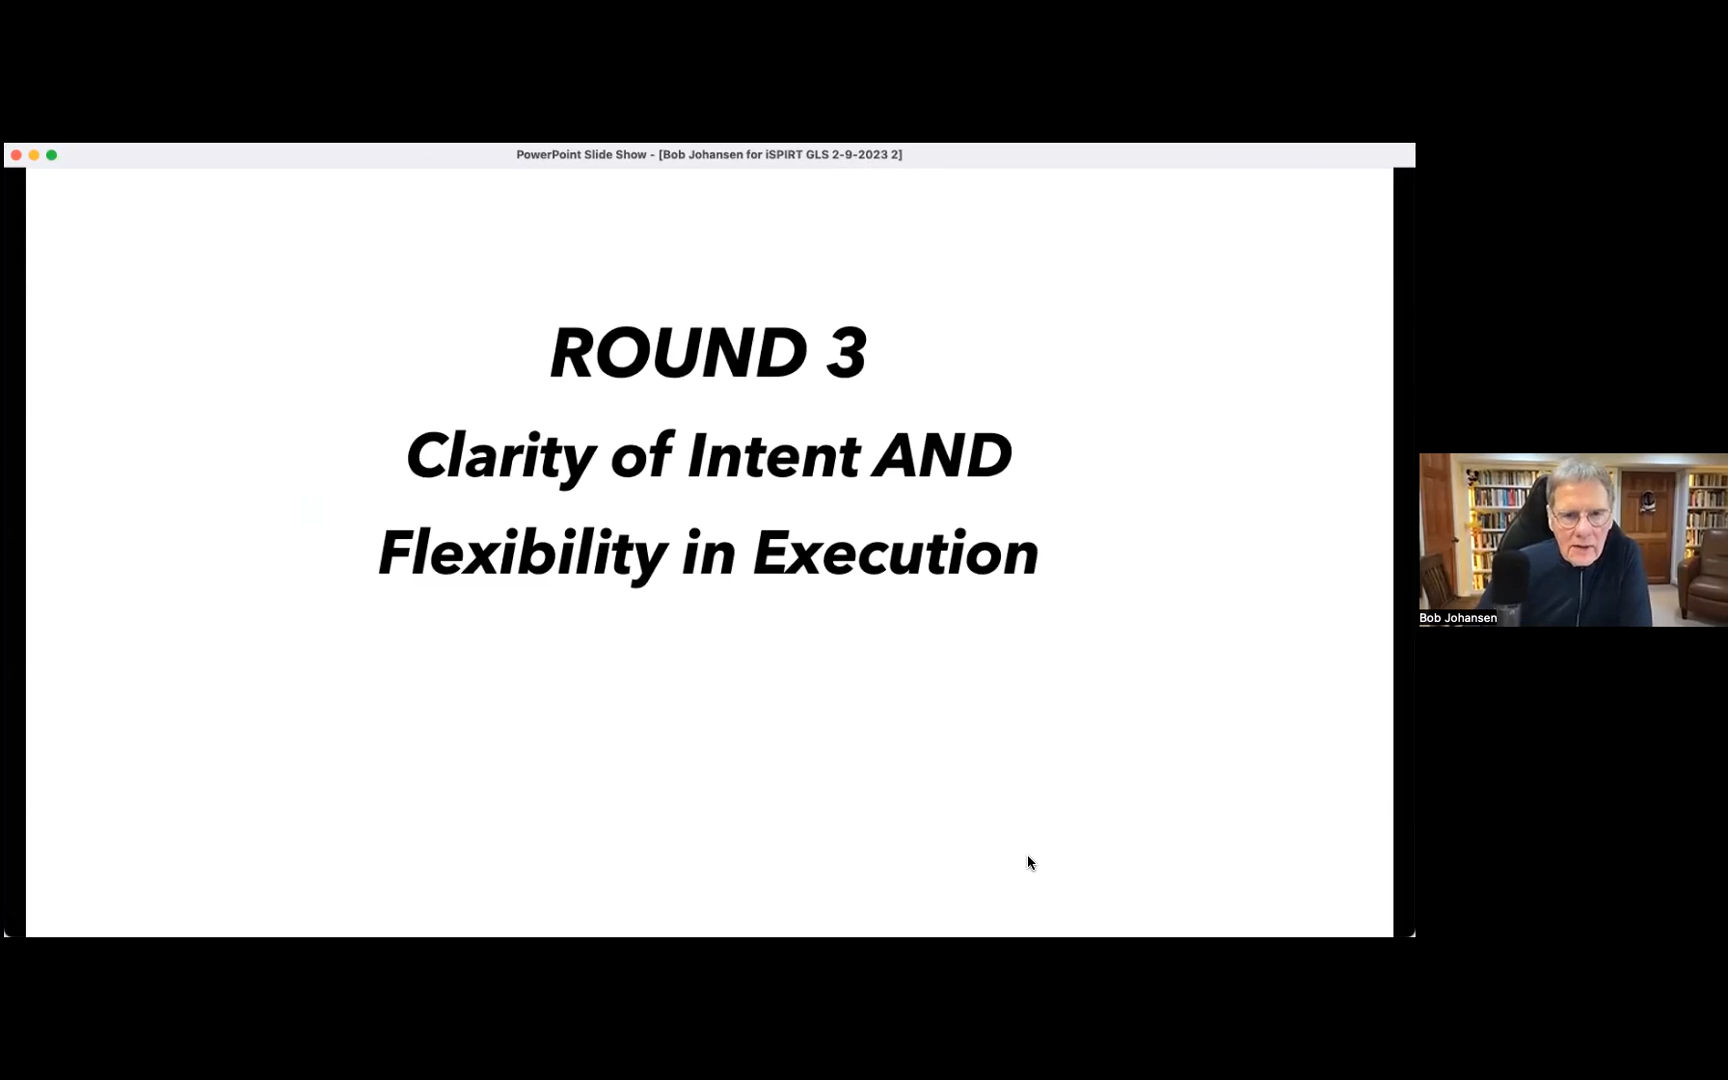 PowerPoint Slide Show - [Bob Johansen for iSPIRT GLS 2-9-2023 2]
ROUND 3
Clarity of Intent AND
Flexibility in Execution
Bob Johansen